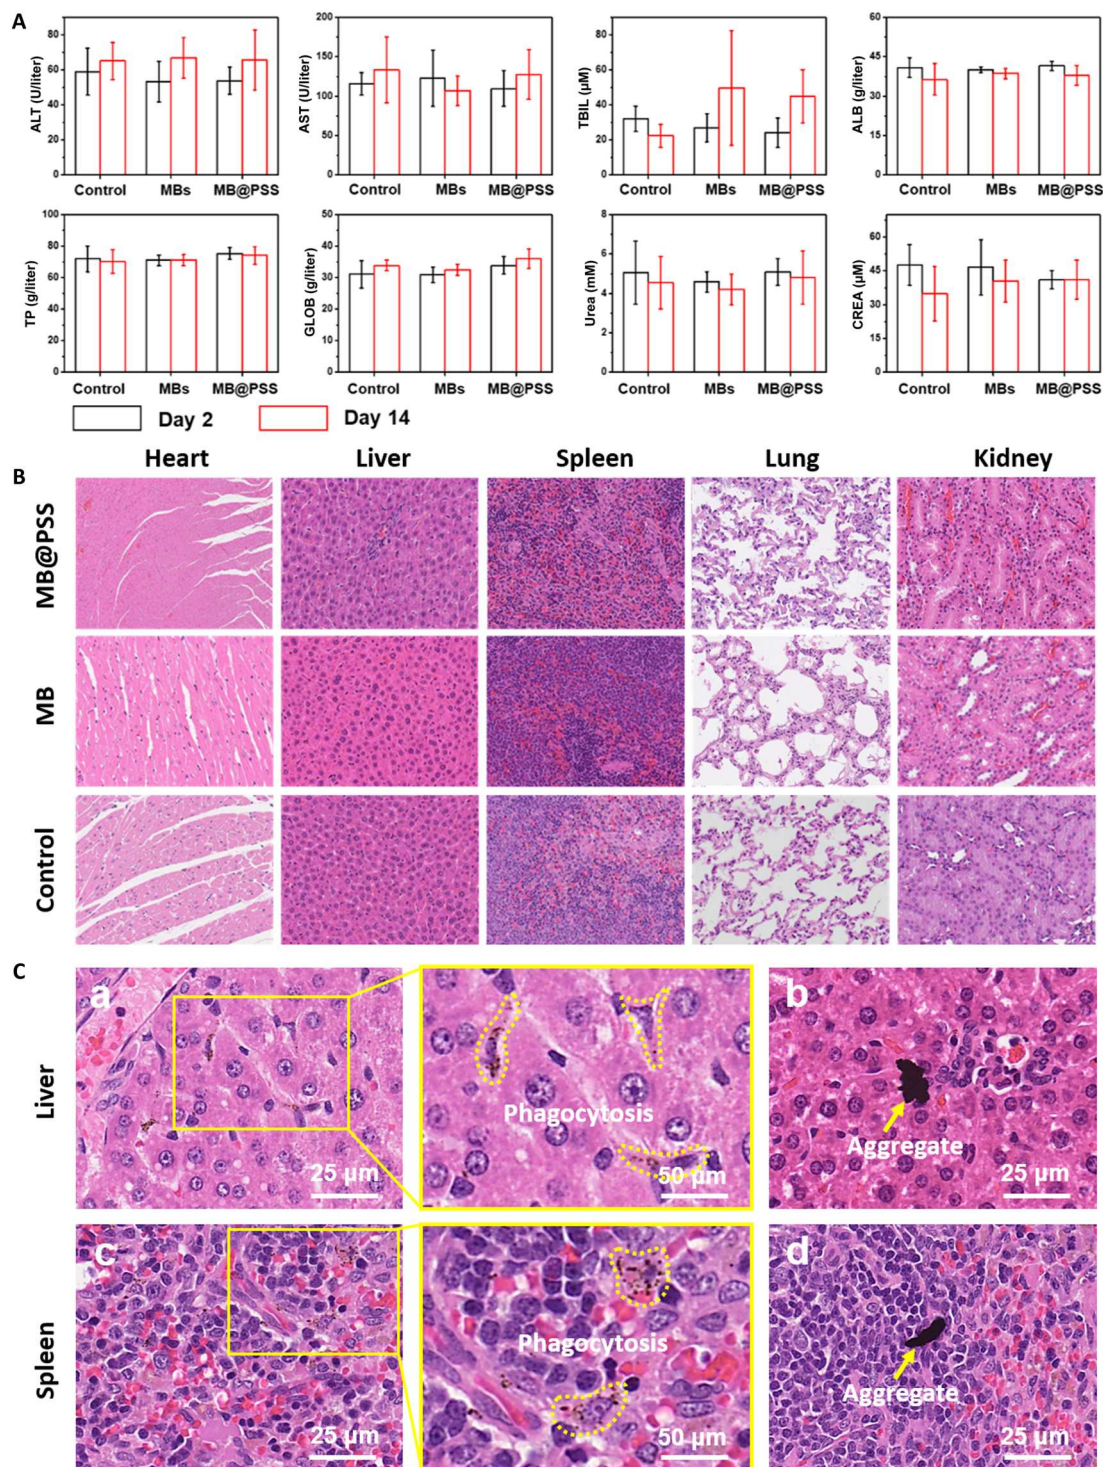 A
ALT (U/liter)
80
60
40
20
0
Control MBs MB@PSS
AST (U/liter)
200
150
100
50
0
Control MBs MB@PSS
TBIL (µM)
80
60
40
20
0
Control MBs MB@PSS
ALB (g/liter)
60
45
30
15
0
Control MBs MB@PSS
TP (g/liter)
100
80
60
40
20
0
Control MBs MB@PSS
GLOB (g/liter)
50
40
30
20
10
0
Control MBs MB@PSS
Urea (mM)
8
6
4
2
0
Control MBs MB@PSS
CREA (µM)
60
45
30
15
0
Control MBs MB@PSS
Day 2 Day 14
B
Heart Liver Spleen Lung Kidney
MB@PSS
MB
Control
C
Liver
a
25 µm
Phagocytosis
50 µm
b
Aggregate
25 µm
Spleen
c
25 µm
Phagocytosis
50 µm
d
Aggregate
25 µm